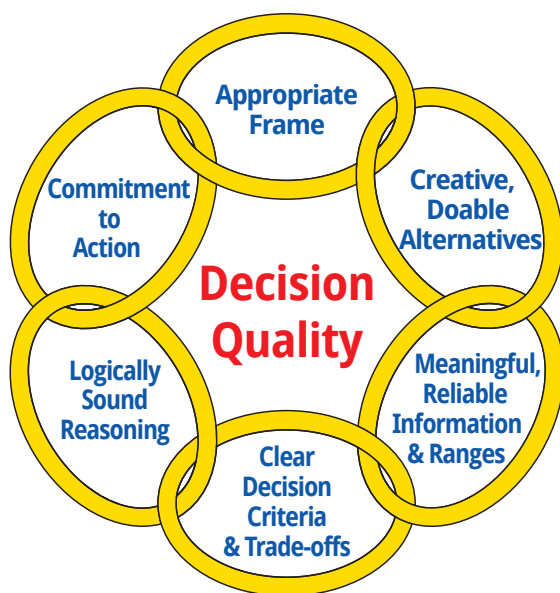 Appropriate
Frame
Creative,
Doable
Alternatives
Meaningful,
Reliable
Information
& Ranges
Clear
Decision
Criteria
& Trade-offs
Logically
Sound
Reasoning
Commitment
to
Action
Decision
Quality